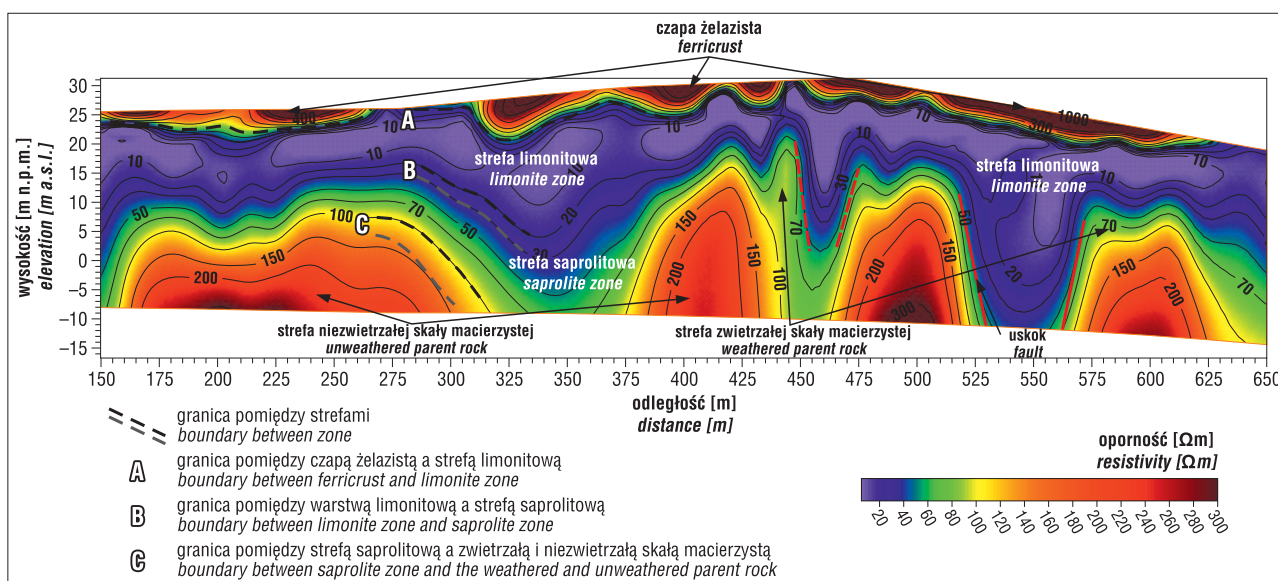 czapa żelazista
ferricrust
wysokość [m n.p.m.]
elevation [m a.s.l.]
30
25
20
15
10
5
0
−5
−10
−15
300
1000
300
A
10
10
10
10
10
10
B
strefa limonitowa
limonite zone
strefa limonitowa
limonite zone
50
70
100
C
150
200
20
20
strefa saprolitowa
saprolite zone
150
200
150
100
70
30
150
200
300
50
20
70
150
200
70
strefa niezwietrzałej skały macierzystej
unweathered parent rock
strefa zwietrzałej skały macierzystej
weathered parent rock
uskok
fault
150 175 200 225 250 275 300 325 350 375 400 425 450 475 500 525 550 575 600 625 650
odległość [m]
distance [m]
granica pomiędzy strefami
boundary between zone
A granica pomiędzy czapą żelazistą a strefą limonitową
boundary between ferricrust and limonite zone
B granica pomiędzy warstwą limonitową a strefą saprolitową
boundary between limonite zone and saprolite zone
C granica pomiędzy strefą saprolitową a zwietrzałą i niezwietrzałą skałą macierzystą
boundary between saprolite zone and the weathered and unweathered parent rock
oporność [Ωm]
resistivity [Ωm]
20 40 60 80 100 120 140 160 180 200 220 240 260 280 300